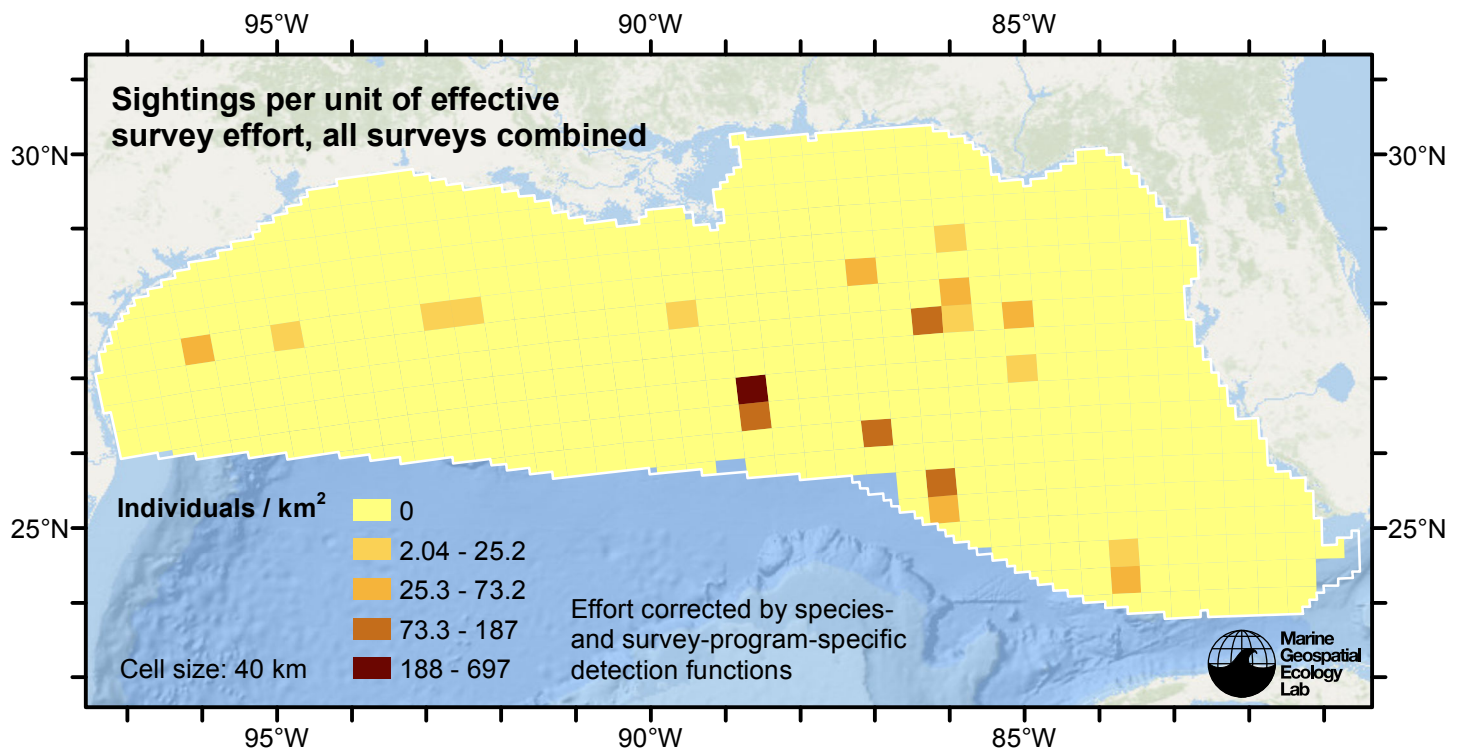 95°W 90°W 85°W
Sightings per unit of effective
survey effort, all surveys combined
30°N 30°N
25°N 25°N
Individuals / km²
0
2.04 - 25.2
25.3 - 73.2
73.3 - 187
188 - 697
Cell size: 40 km
Effort corrected by species-
and survey-program-specific
detection functions
Marine
Geospatial
Ecology
Lab
95°W 90°W 85°W